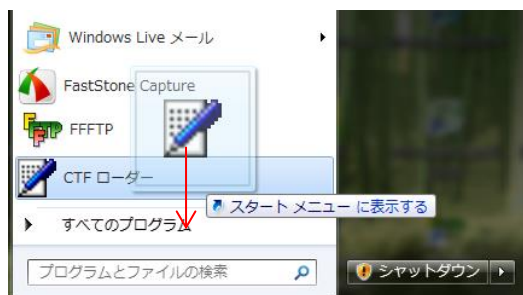 Windows Live メール
FastStone Capture
FFFTP
CTF ローダー
スタート メニュー に表示する
すべてのプログラム
プログラムとファイルの検索
シャットダウン